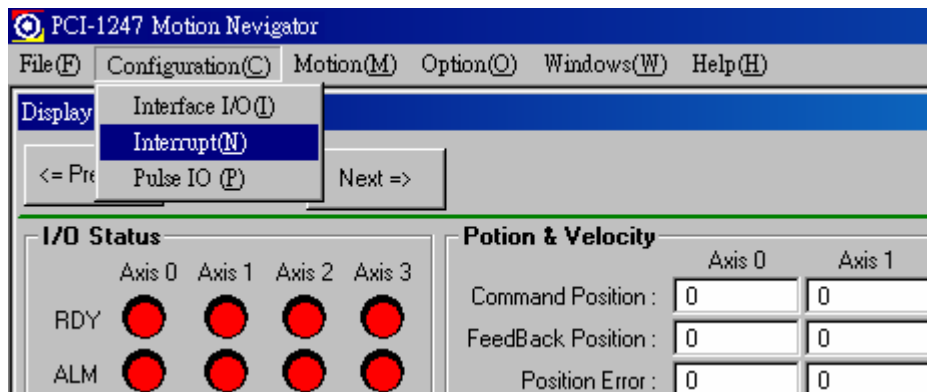 PCI-1247 Motion Nevigator
File(F) Configuration(C) Motion(M) Option(O) Windows(W) Help(H)
Interface I/O(I)
Interrupt(N)
Pulse IO (P)
Display
<= Pre
Next =>
I/O Status
Axis 0 Axis 1 Axis 2 Axis 3
RDY
ALM
Potion & Velocity
Axis 0 Axis 1
Command Position : 0 0
FeedBack Position : 0 0
Position Error : 0 0